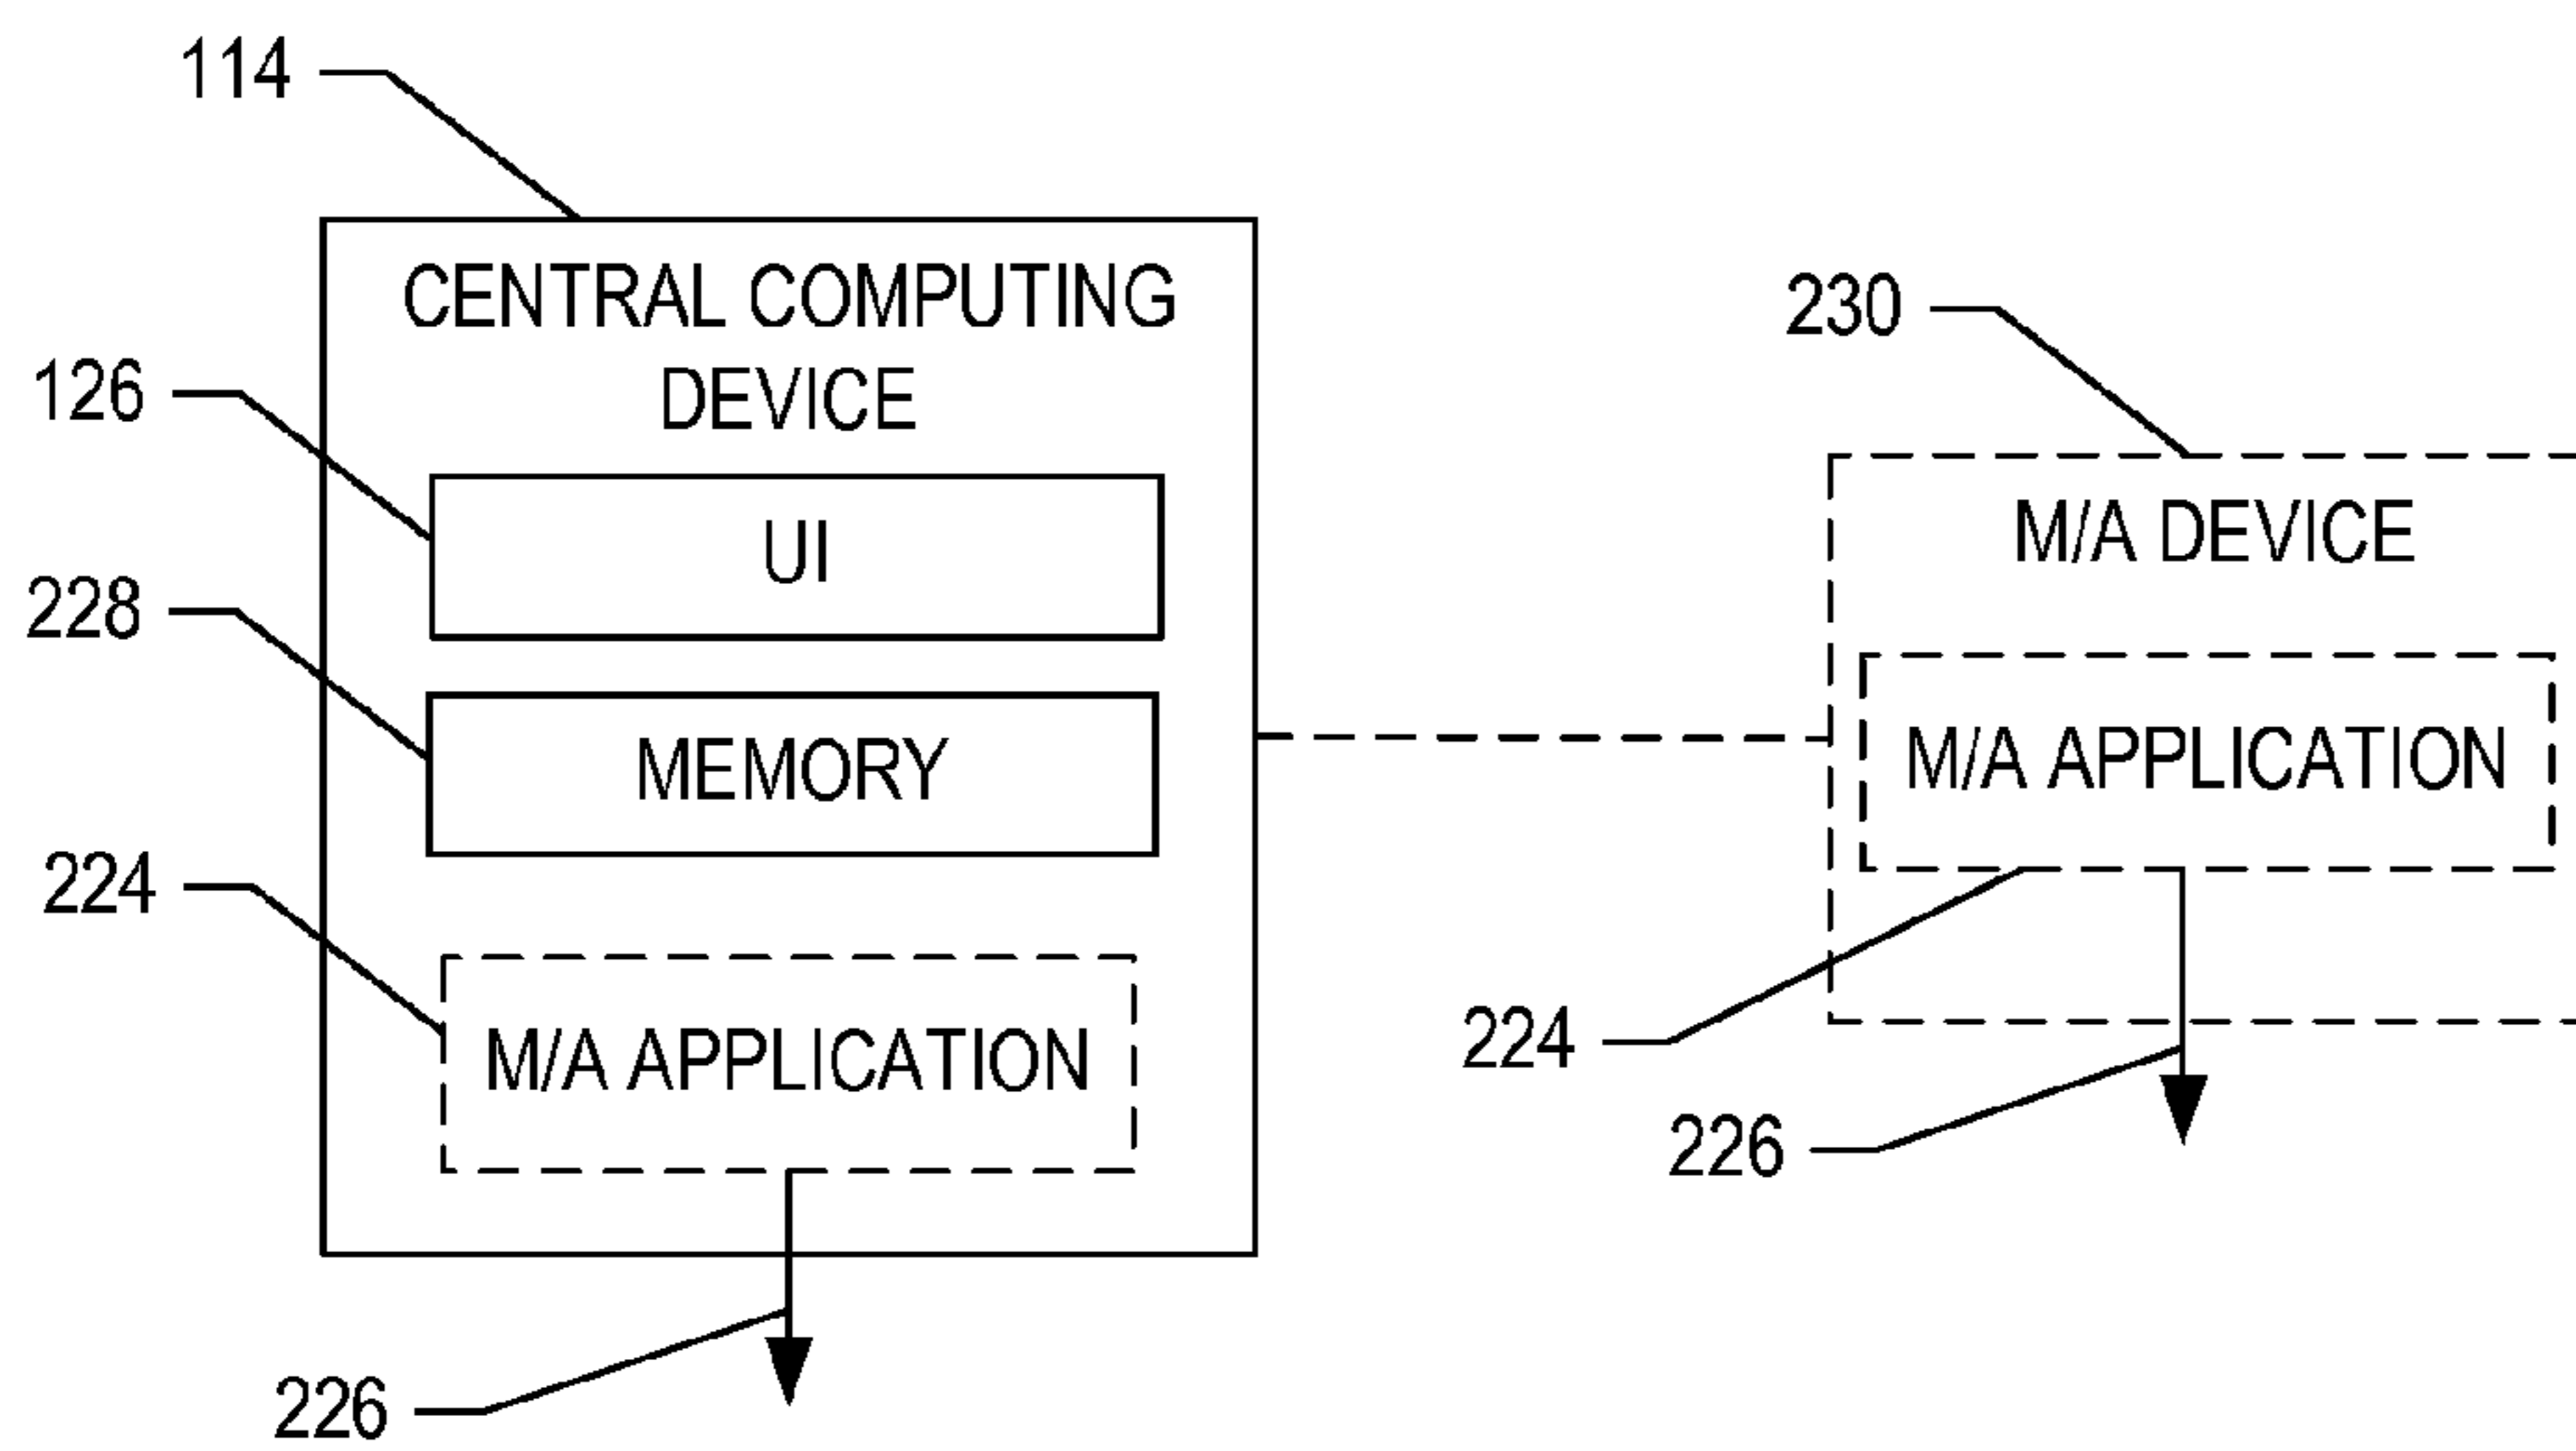 114
CENTRAL COMPUTING
DEVICE
126
UI
228
MEMORY
224
M/A APPLICATION
226
230
M/A DEVICE
M/A APPLICATION
224
226